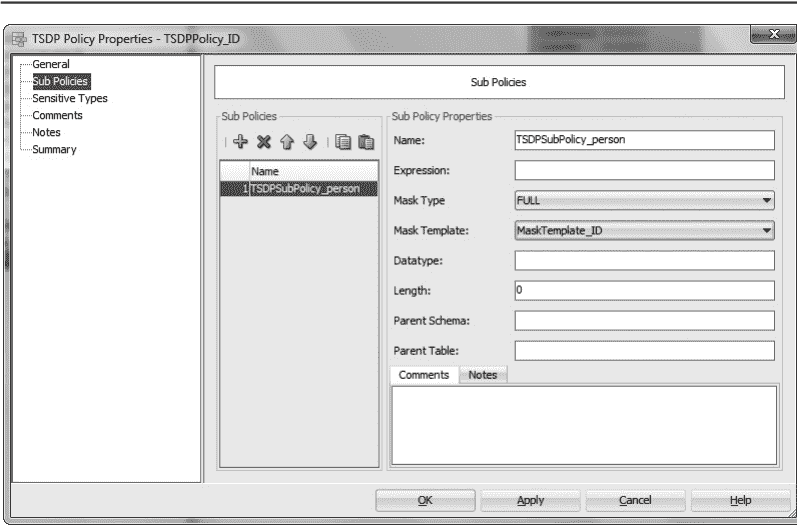 TSDP Policy Properties - TSDPPolicy_ID
General
Sub Policies
Sensitive Types
Comments
Notes
Summary
Sub Policies
Sub Policies
Name
1 TSDPSubPolicy_person
Sub Policy Properties
Name: TSDPSubPolicy_person
Expression:
Mask Type FULL
Mask Template: MaskTemplate_ID
Datatype:
Length: 0
Parent Schema:
Parent Table:
Comments Notes
OK Apply Cancel Help